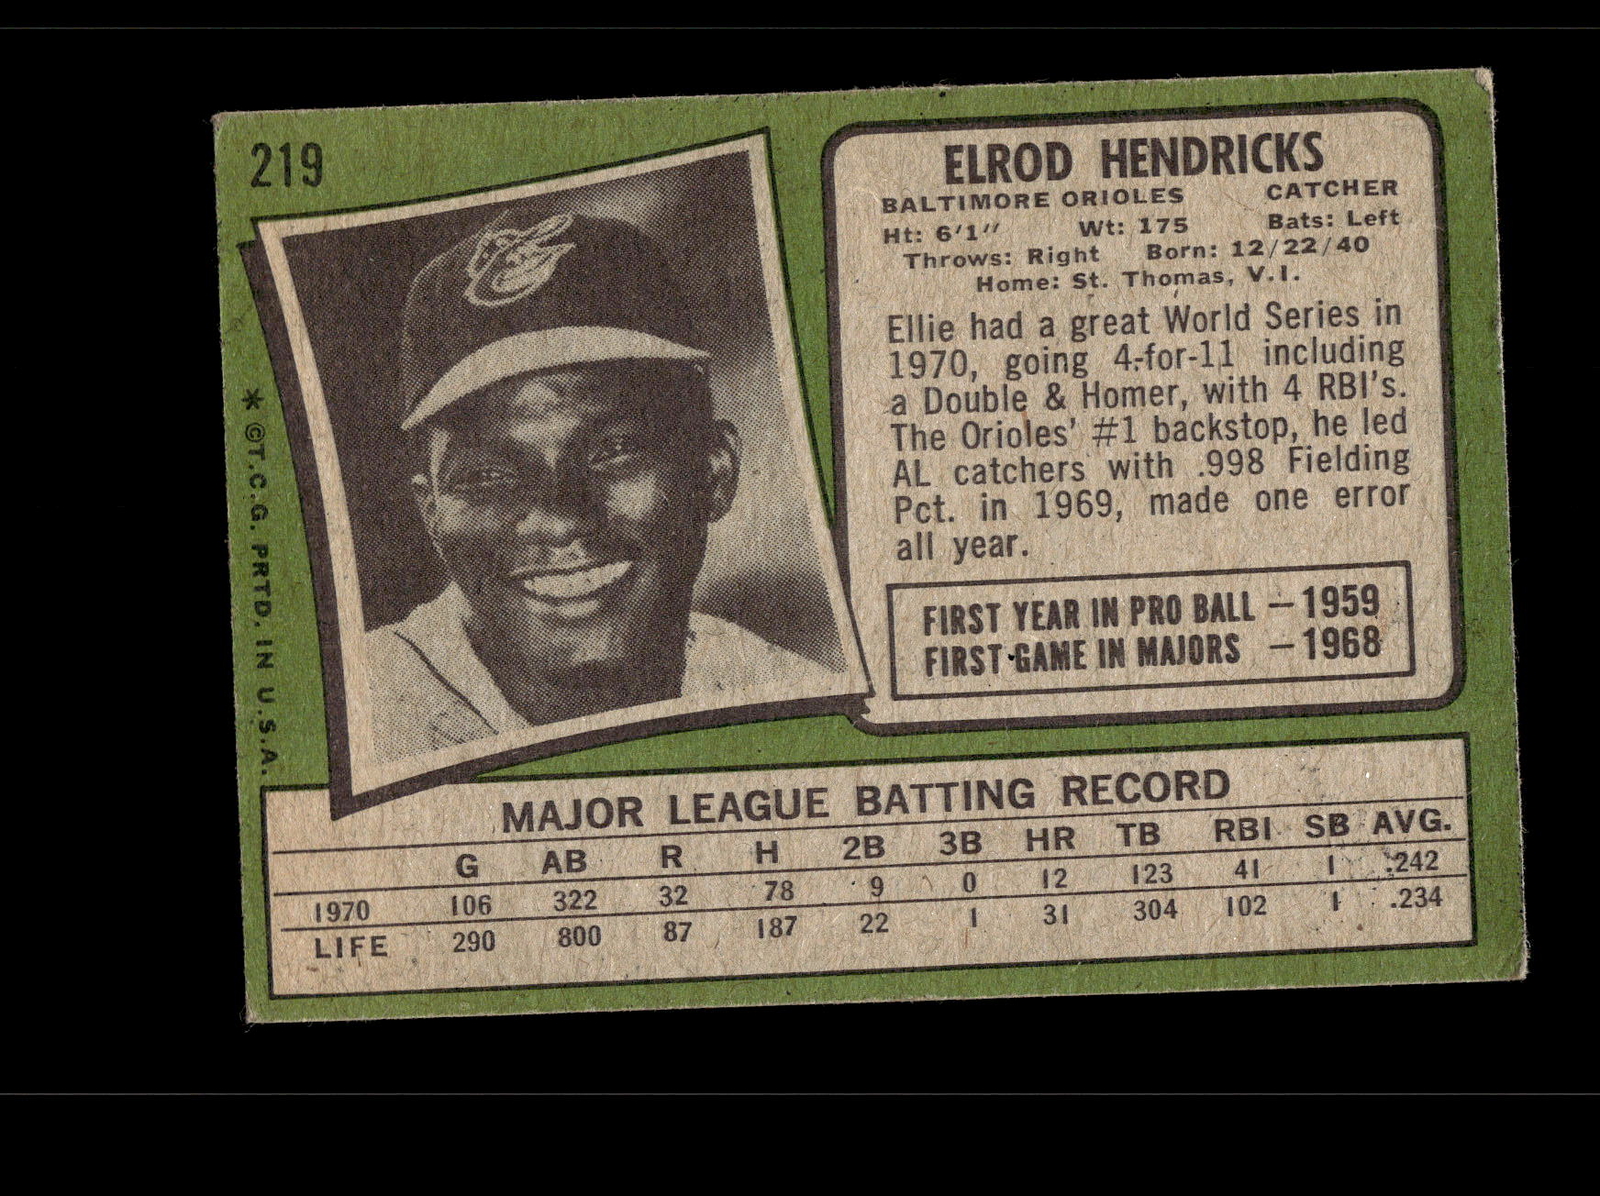 219
ELROD HENDRICKS
BALTIMORE ORIOLES CATCHER
Ht: 6'1" Wt: 175 Bats: Left
Throws: Right Born: 12/22/40
Home: St. Thomas, V.I.
Ellie had a great World Series in
1970, going 4-for-11 including
a Double & Homer, with 4 RBI's.
The Orioles' #1 backstop, he led
AL catchers with .998 Fielding
Pct. in 1969, made one error
all year.
FIRST YEAR IN PRO BALL – 1959
FIRST GAME IN MAJORS – 1968
* ©T.C.G. PRTD. IN U.S.A.
MAJOR LEAGUE BATTING RECORD
G AB R H 2B 3B HR TB RBI SB AVG.
1970 106 322 32 78 9 0 12 123 41 1 .242
LIFE 290 800 87 187 22 1 31 304 102 1 .234